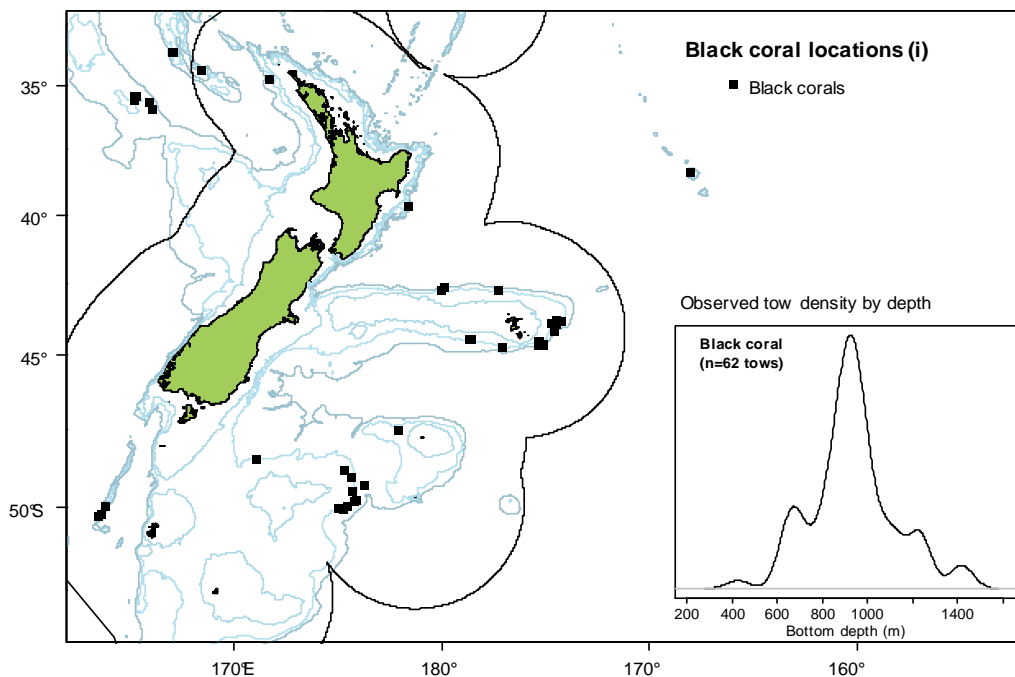 Black coral locations (i)
Black corals
35°
40°
45°
50°S
170°E
180°
170°
160°
Observed tow density by depth
Black coral
(n=62 tows)
200 400 600 800 1000 1200 1400
Bottom depth (m)